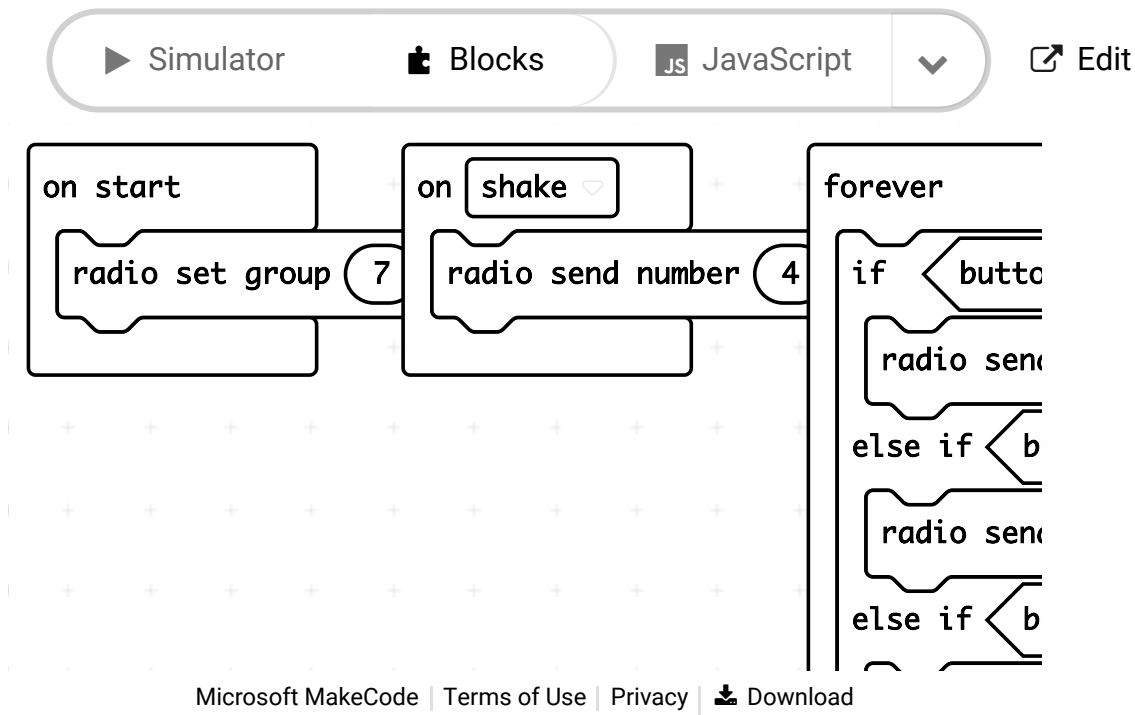 Simulator Blocks JS JavaScript Edit
on start
radio set group 7
on shake
radio send number 4
forever
if
radio
else if
radio
else if
Microsoft MakeCode | Terms of Use | Privacy | Download